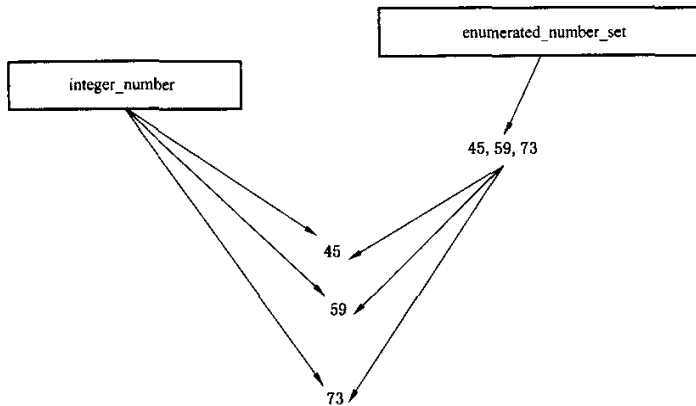 enumerated_number_set
integer_number
45, 59, 73
45
59
73